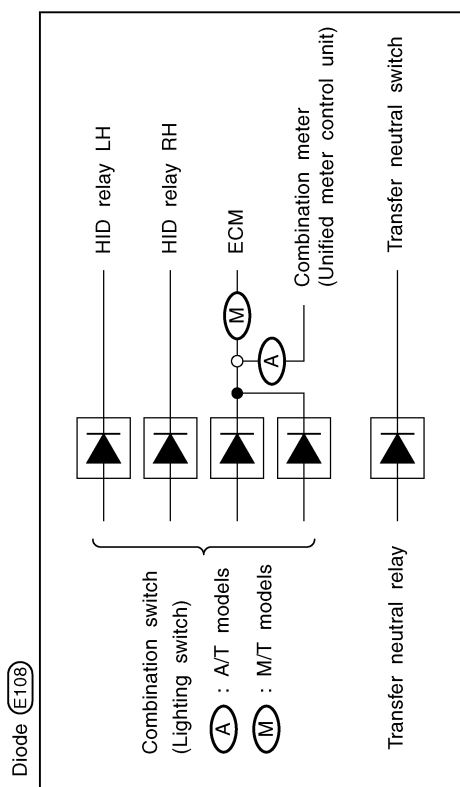 Diode E108
Combination switch
(Lighting switch)
A : A/T models
M : M/T models
Transfer neutral relay
HID relay LH
HID relay RH
M
ECM
A
Combination meter
(Unified meter control unit)
Transfer neutral switch